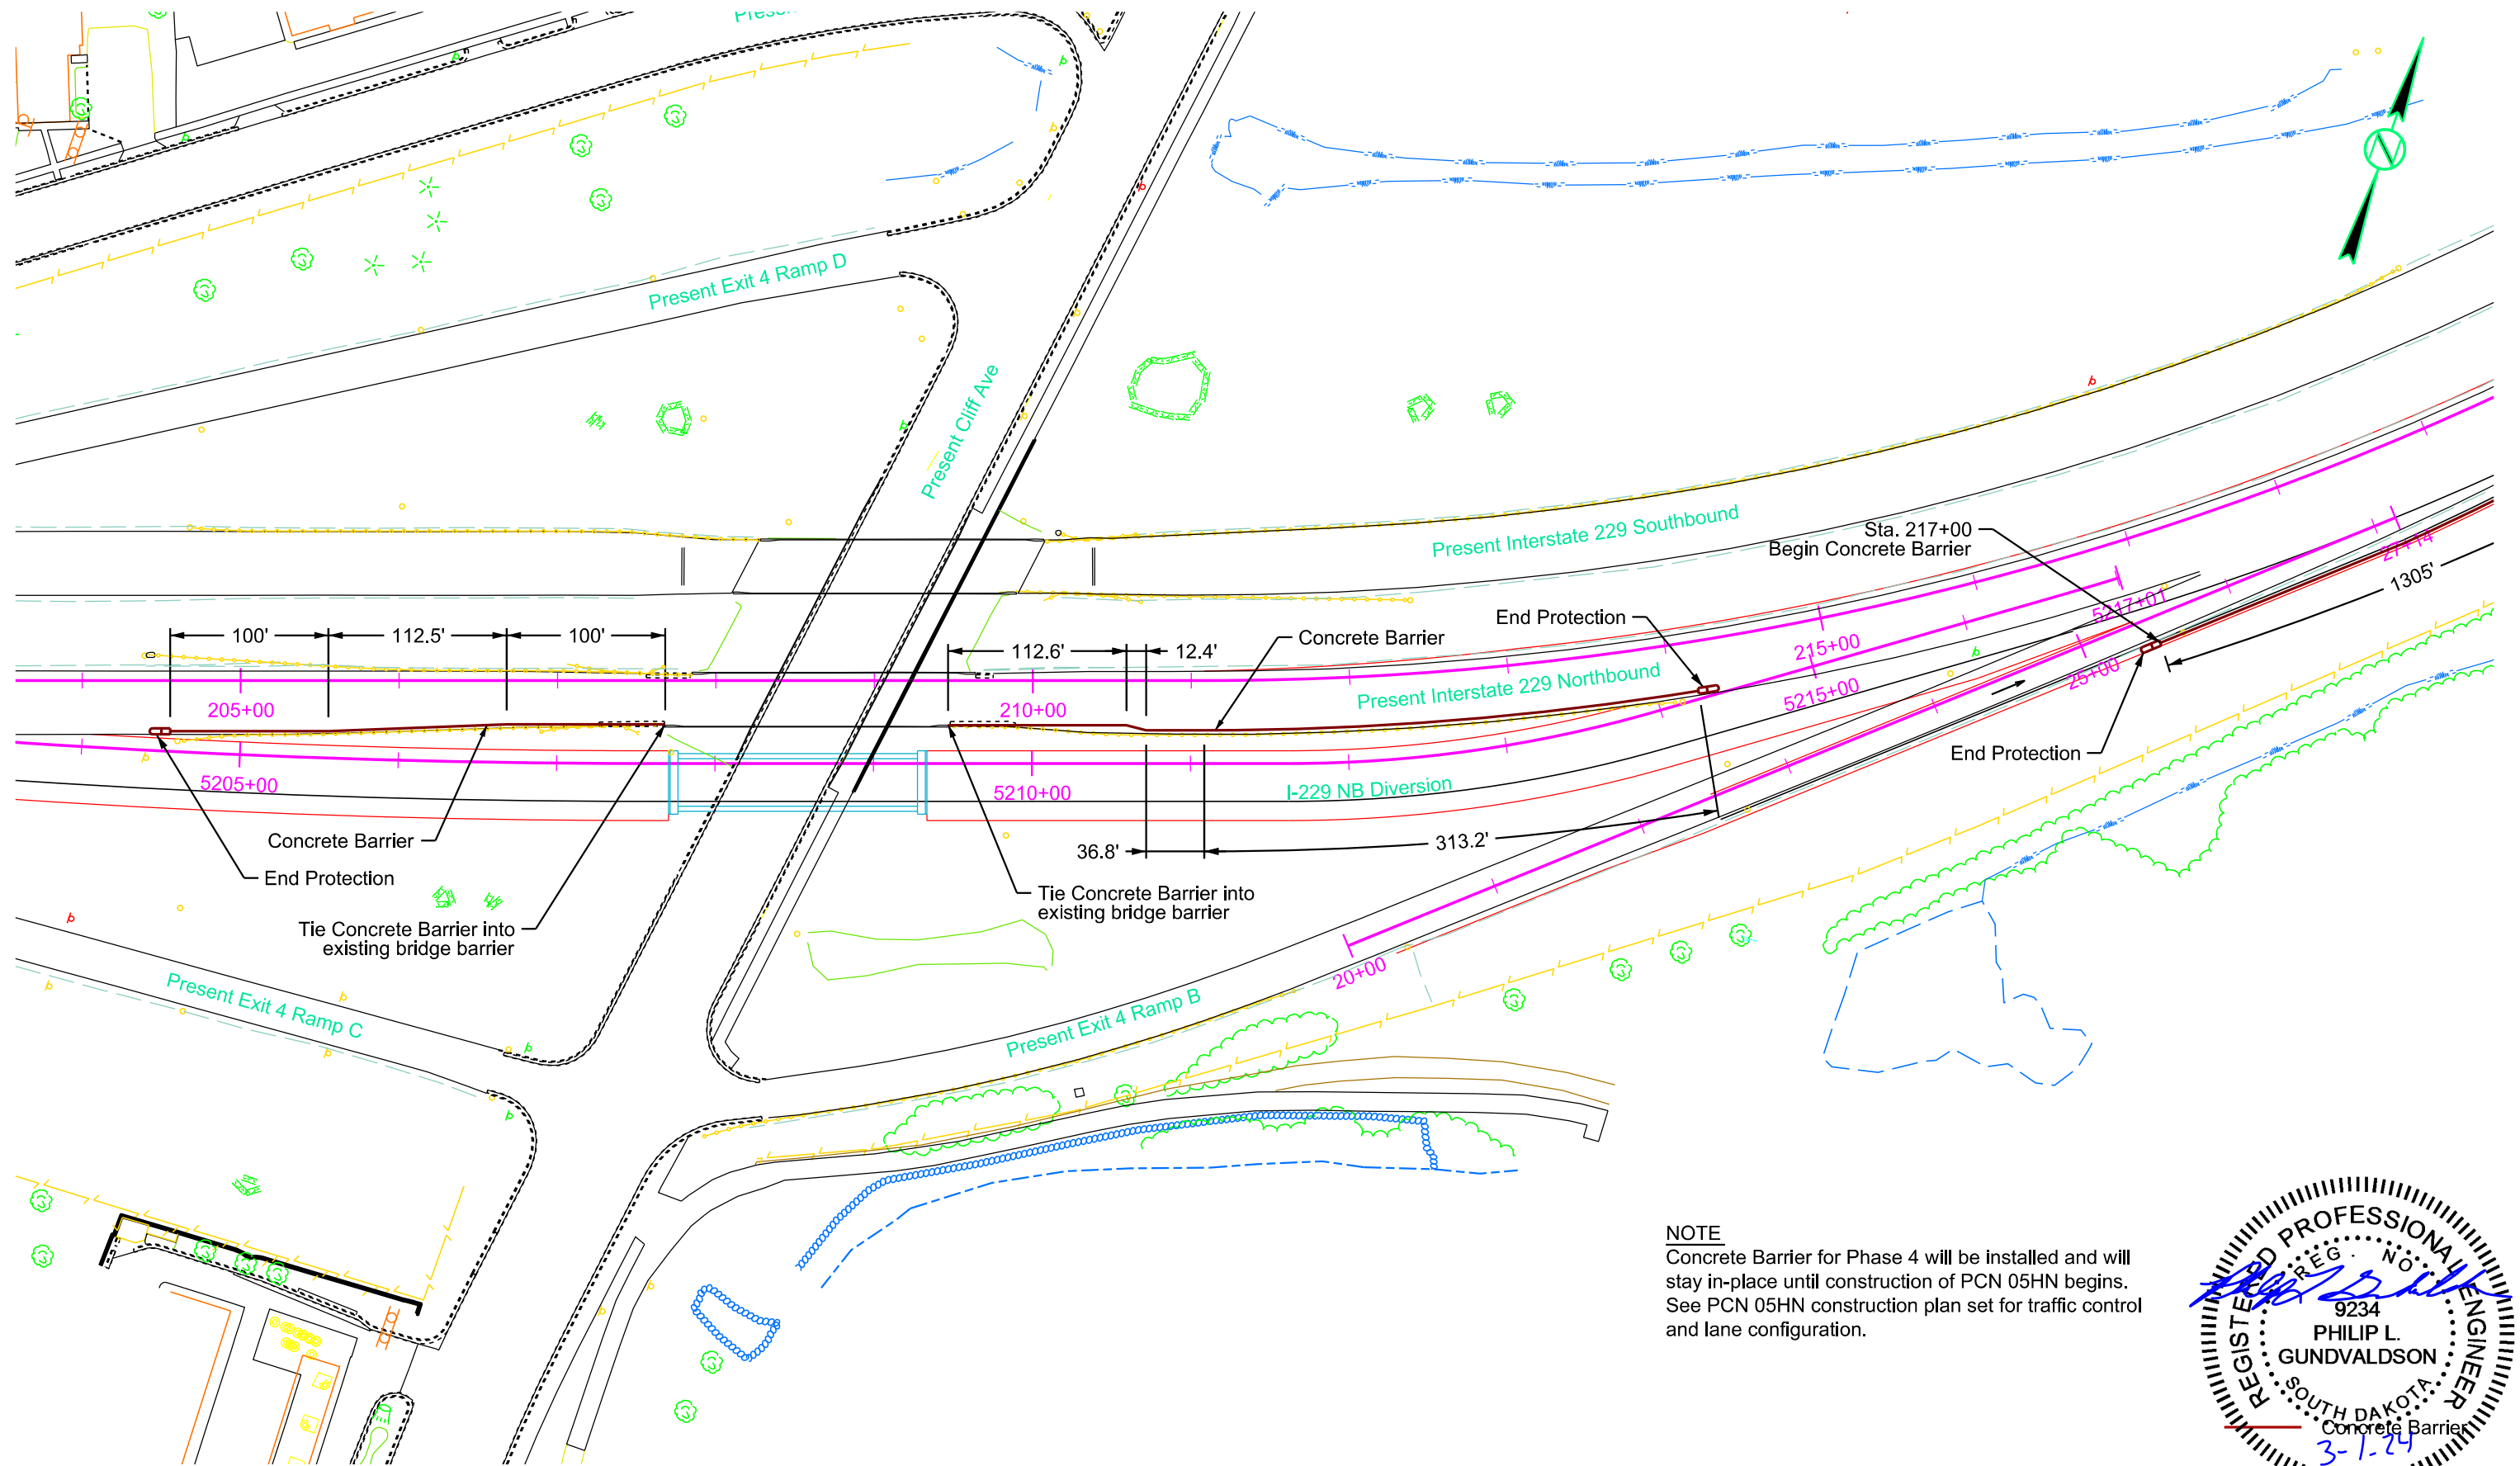 Present Exit 4 Ramp D
Present Cliff Ave
Present Interstate 229 Southbound
Sta. 217+00
Begin Concrete Barrier
27+14
1305'
5217+01
End Protection
100'
112.5'
100'
112.6'
12.4'
Concrete Barrier
215+00
25+00
Present Interstate 229 Northbound
5215+00
205+00
210+00
End Protection
5205+00
5210+00
I-229 NB Diversion
Concrete Barrier
36.8'
313.2'
End Protection
Tie Concrete Barrier into
existing bridge barrier
Tie Concrete Barrier into
existing bridge barrier
20+00
Present Exit 4 Ramp C
Present Exit 4 Ramp B
NOTE
Concrete Barrier for Phase 4 will be installed and will
stay in-place until construction of PCN 05HN begins.
See PCN 05HN construction plan set for traffic control
and lane configuration.
REGISTERED PROFESSIONAL ENGINEER
REG. NO.
9234
PHILIP L.
GUNDVALDSON
SOUTH DAKOTA
Concrete Barrier
3-1-24